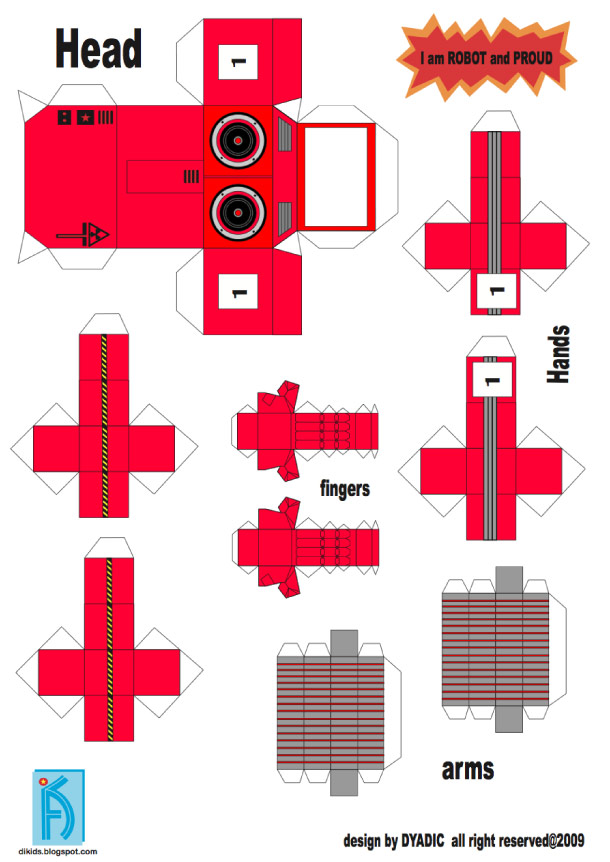 Head
I am ROBOT and PROUD
1
1
1
Hands
1
fingers
arms
dikids.blogspot.com
design by DYADIC all right reserved@2009